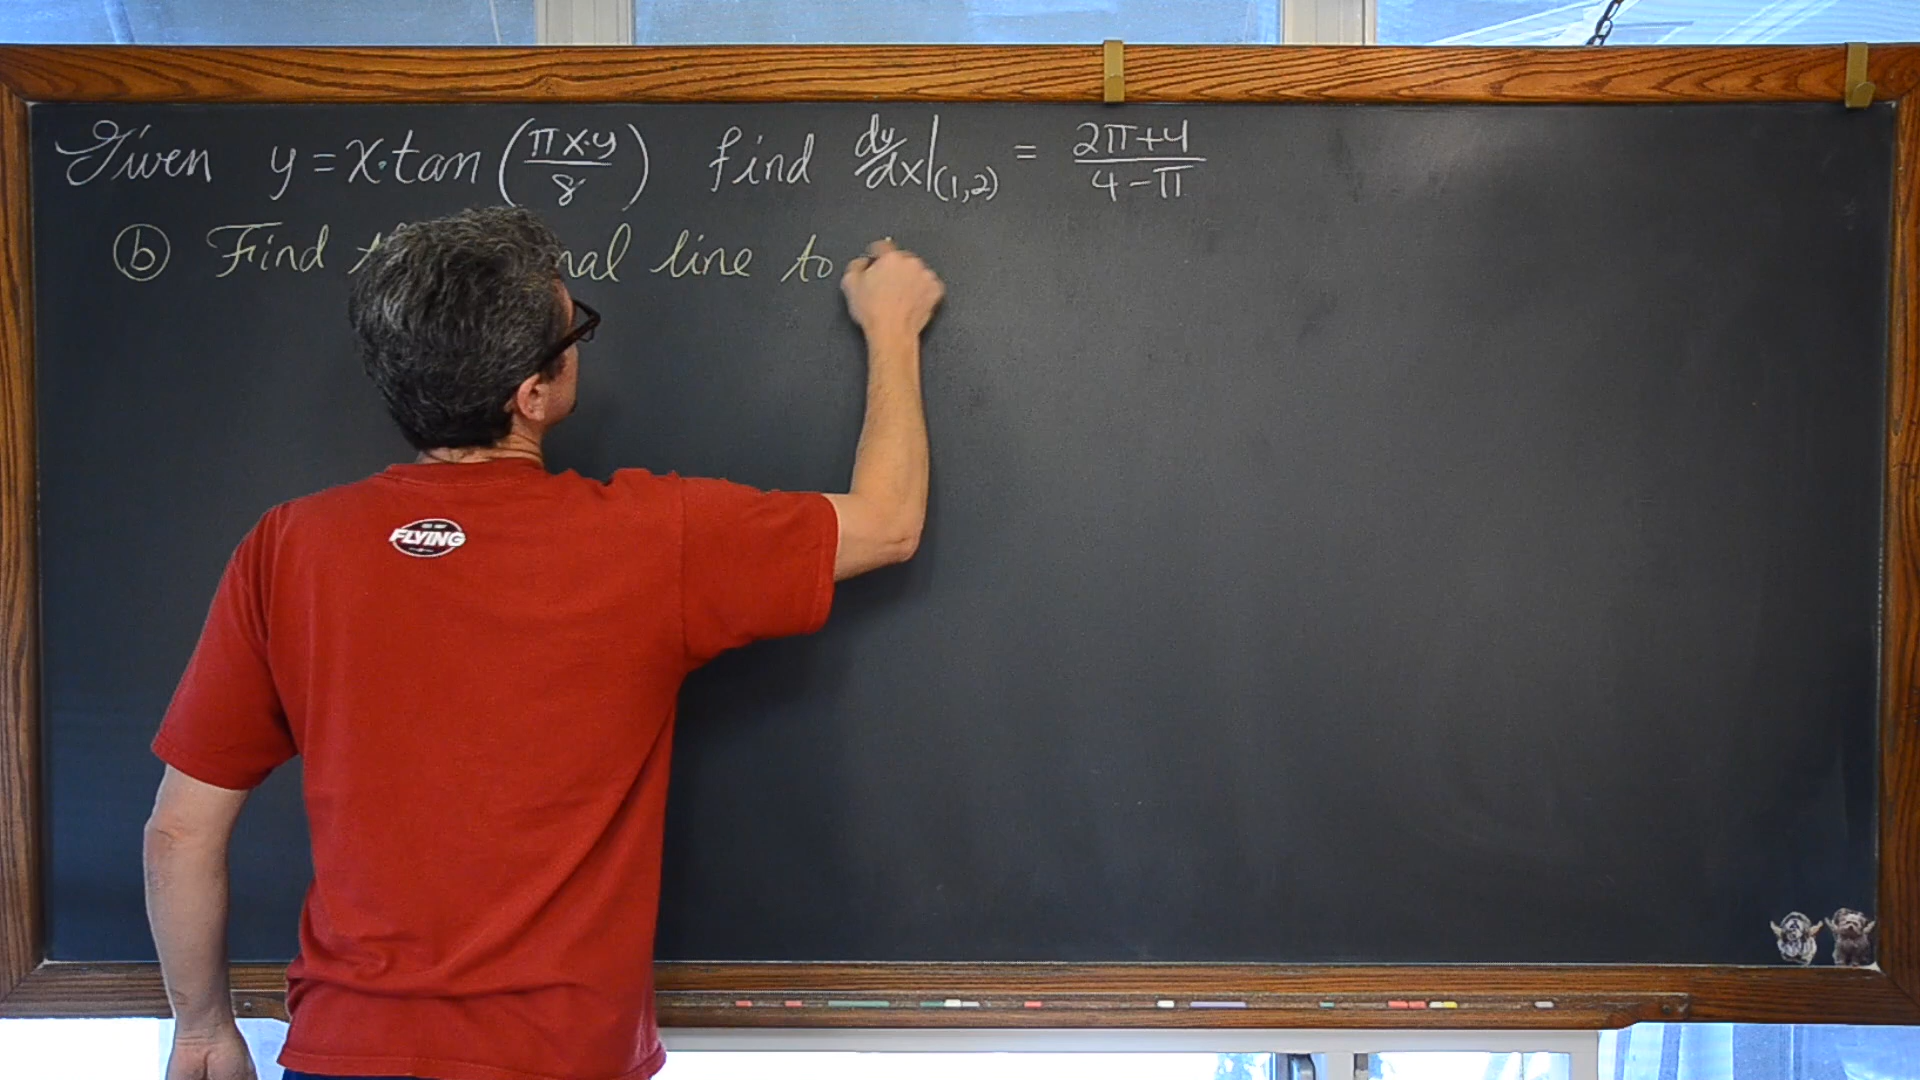 Given y = x·tan(πx·y/8) find dy/dx|(1,2) = 2π+4/4-π
(b) Find nal line to
FLYING